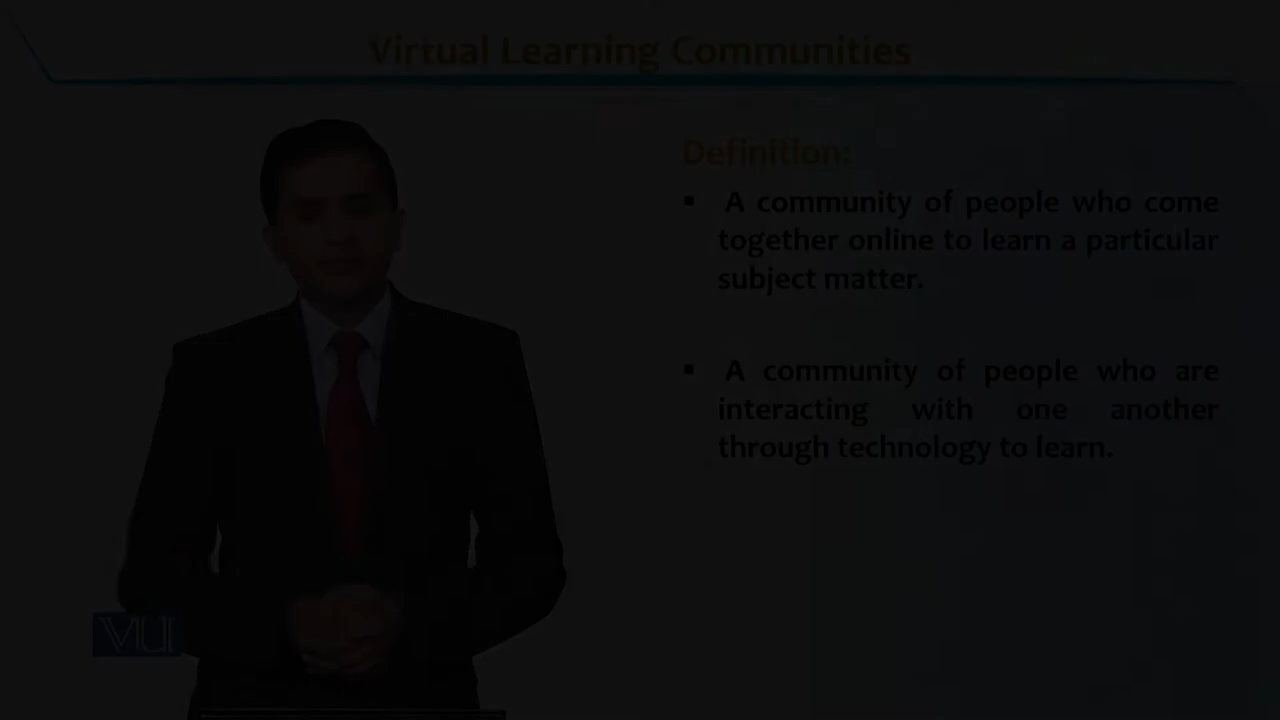 Virtual Learning Communities
Definition:
▪ A community of people who come
together online to learn a particular
subject matter.
▪ A community of people who are
interacting with one another
through technology to learn.
VU